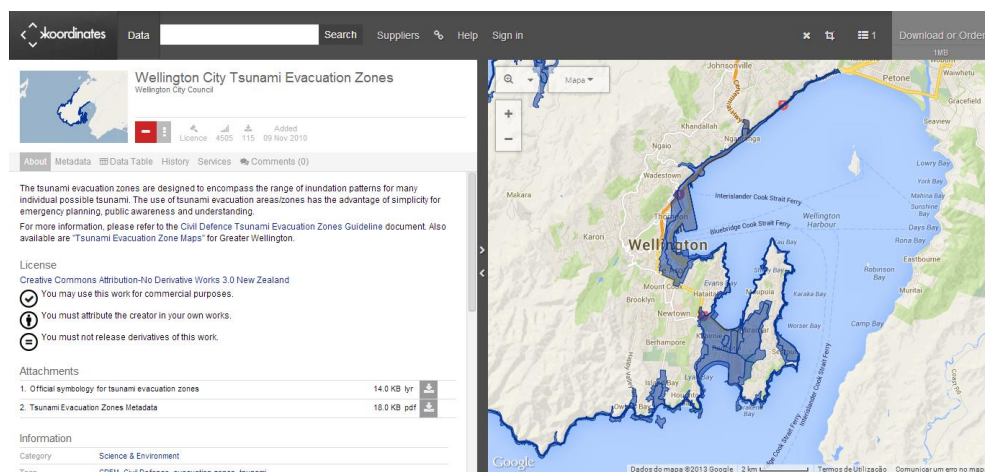 koordinates Data Search Suppliers Help Sign in 1 Download or Order
1MB
Wellington City Tsunami Evacuation Zones
Wellington City Council
Licence 4505 115 Added 09 Nov 2010
About Metadata Data Table History Services Comments (0)
The tsunami evacuation zones are designed to encompass the range of inundation patterns for many
individual possible tsunami. The use of tsunami evacuation areas/zones has the advantage of simplicity for
emergency planning, public awareness and understanding.
For more information, please refer to the Civil Defence Tsunami Evacuation Zones Guideline document. Also
available are "Tsunami Evacuation Zone Maps" for Greater Wellington.
License
Creative Commons Attribution-No Derivative Works 3.0 New Zealand
You may use this work for commercial purposes.
You must attribute the creator in your own works.
You must not release derivatives of this work.
Attachments
1. Official symbology for tsunami evacuation zones 14.0 KB lyr
2. Tsunami Evacuation Zones Metadata 18.0 KB pdf
Information
Category Science & Environment
Mapa
+
−
Johnsonville
Petone
Waiwhetu
Gracefield
Seaview
Khandallah
Ngaio
Lowry Bay
Wadestown
York Bay
Mahina Bay
Makara
Interislander Cook Strait Ferry
Sunshine
Bay
Wellington
Harbour
Days Bay
Bluebridge Cook Strait Ferry
Karon
Rona Bay
Wellington
Eastbourne
Robinson
Bay
Mount Cook
Hataitai
Maupuia
Karaka Bay
Muritai
Brooklyn
Newtown
Worser Bay
Camp Bay
Berhampore
Happy Valley
Interislander Cook Strait Ferry
Coast Rd
Google
Dados do mapa ©2013 Google 2 km Termos de Utilização Comunicar um erro no mapa